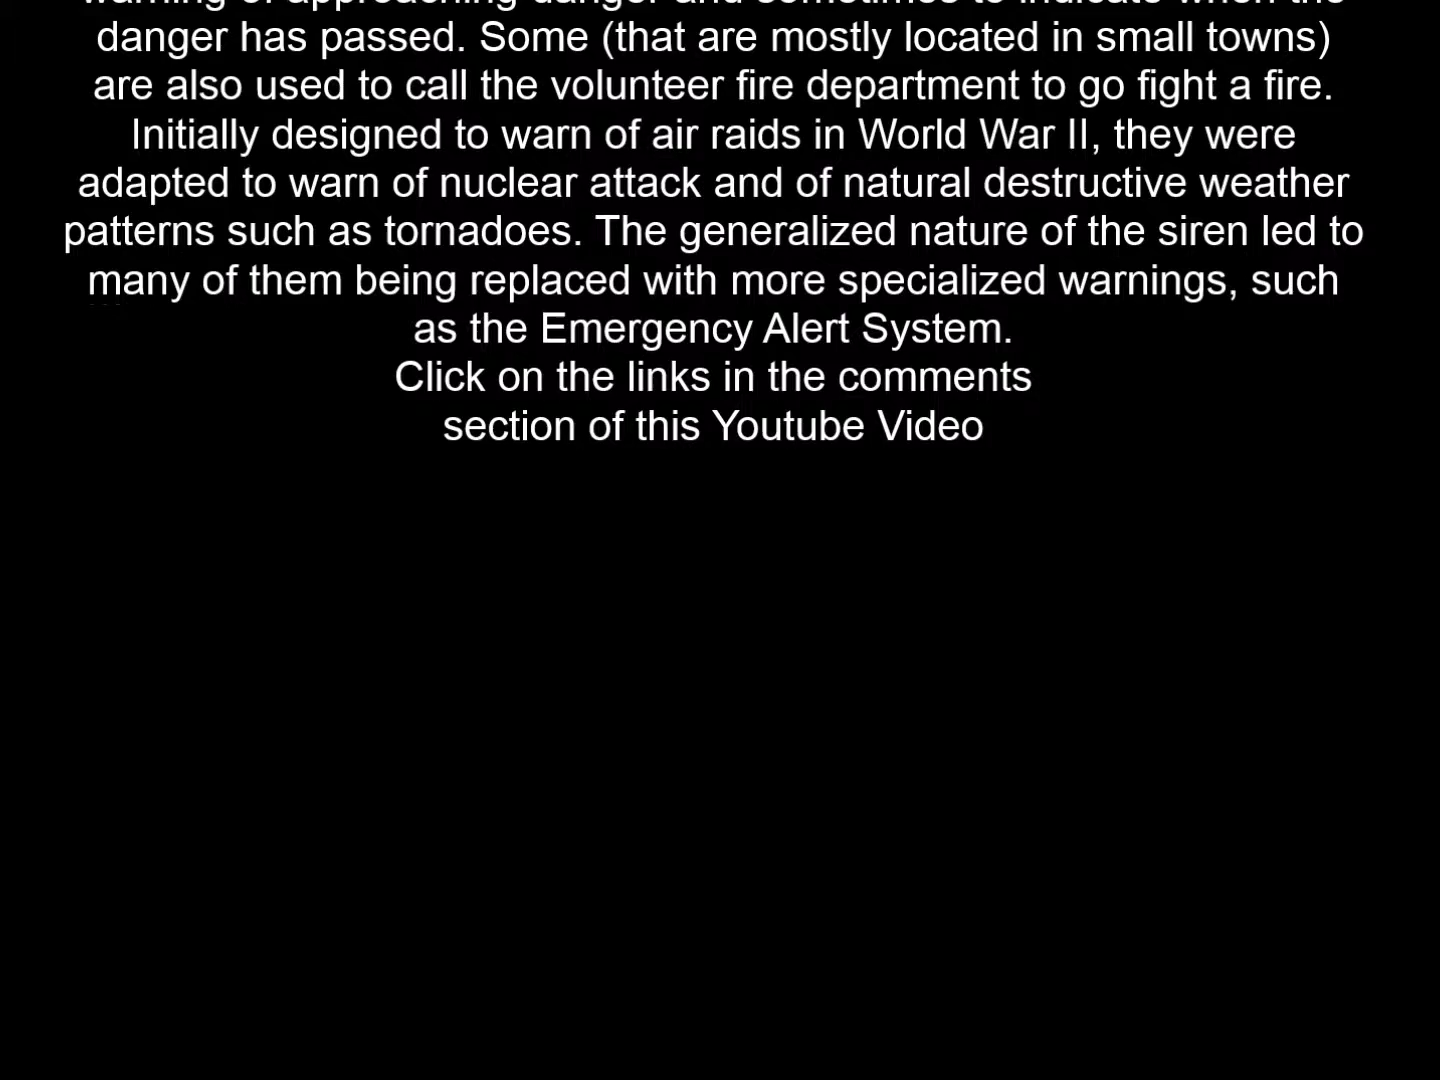 warning of approaching danger and sometimes to indicate when the
danger has passed. Some (that are mostly located in small towns)
are also used to call the volunteer fire department to go fight a fire.
Initially designed to warn of air raids in World War II, they were
adapted to warn of nuclear attack and of natural destructive weather
patterns such as tornadoes. The generalized nature of the siren led to
many of them being replaced with more specialized warnings, such
as the Emergency Alert System.
Click on the links in the comments
section of this Youtube Video